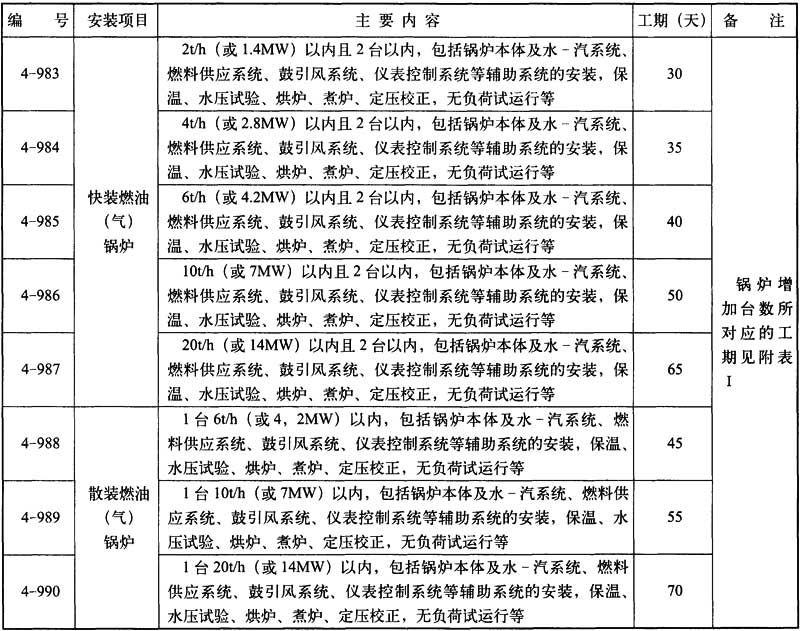 编 号 安装项目 主要内容 工期（天） 备 注
4-983
2t/h（或 1.4MW）以内且 2 台以内，包括锅炉本体及水－汽系统、
燃料供应系统、鼓引风系统、仪表控制系统等辅助系统的安装，保
温、水压试验、烘炉、煮炉、定压校正，无负荷试运行等
30
4-984
4t/h（或 2.8MW）以内且 2 台以内，包括锅炉本体及水－汽系统、
燃料供应系统、鼓引风系统、仪表控制系统等辅助系统的安装，保
温、水压试验、烘炉、煮炉、定压校正，无负荷试运行等
35
快装燃油
（气）
锅炉
4-985
6t/h（或 4.2MW）以内且 2 台以内，包括锅炉本体及水－汽系统、
燃料供应系统、鼓引风系统、仪表控制系统等辅助系统的安装，保
温、水压试验、烘炉、煮炉、定压校正，无负荷试运行等
40
4-986
10t/h（或 7MW）以内且 2 台以内，包括锅炉本体及水－汽系统、
燃料供应系统、鼓引风系统、仪表控制系统等辅助系统的安装，保
温、水压试验、烘炉、煮炉、定压校正，无负荷试运行等
50
4-987
20t/h（或 14MW）以内且 2 台以内，包括锅炉本体及水－汽系统、
燃料供应系统、鼓引风系统、仪表控制系统等辅助系统的安装，保
温、水压试验、烘炉、煮炉、定压校正，无负荷试运行等
65
锅炉增
加台数所
对应的工
期见附表
I
4-988
1 台 6t/h（或 4，2MW）以内，包括锅炉本体及水－汽系统、燃
料供应系统、鼓引风系统、仪表控制系统等辅助系统的安装，保温、
水压试验、烘炉、煮炉、定压校正，无负荷试运行等
45
散装燃油
（气）
锅炉
4-989
1 台 10t/h（或 7MW）以内，包括锅炉本体及水－汽系统、燃料供
应系统、鼓引风系统、仪表控制系统等辅助系统的安装，保温、水
压试验、烘炉、煮炉、定压校正，无负荷试运行等
55
4-990
1 台 20t/h（或 14MW）以内，包括锅炉本体及水－汽系统、燃料
供应系统、鼓引风系统、仪表控制系统等辅助系统的安装，保温、
水压试验、烘炉、煮炉、定压校正，无负荷试运行等
70